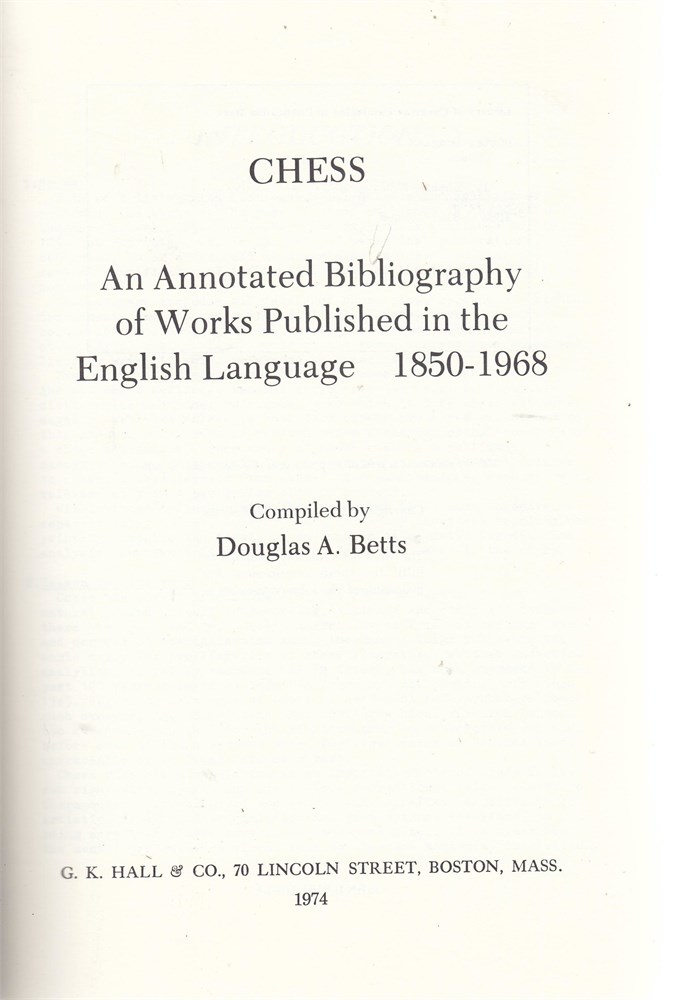 CHESS
An Annotated Bibliography
of Works Published in the
English Language 1850-1968
Compiled by
Douglas A. Betts
G. K. HALL & CO., 70 LINCOLN STREET, BOSTON, MASS.
1974